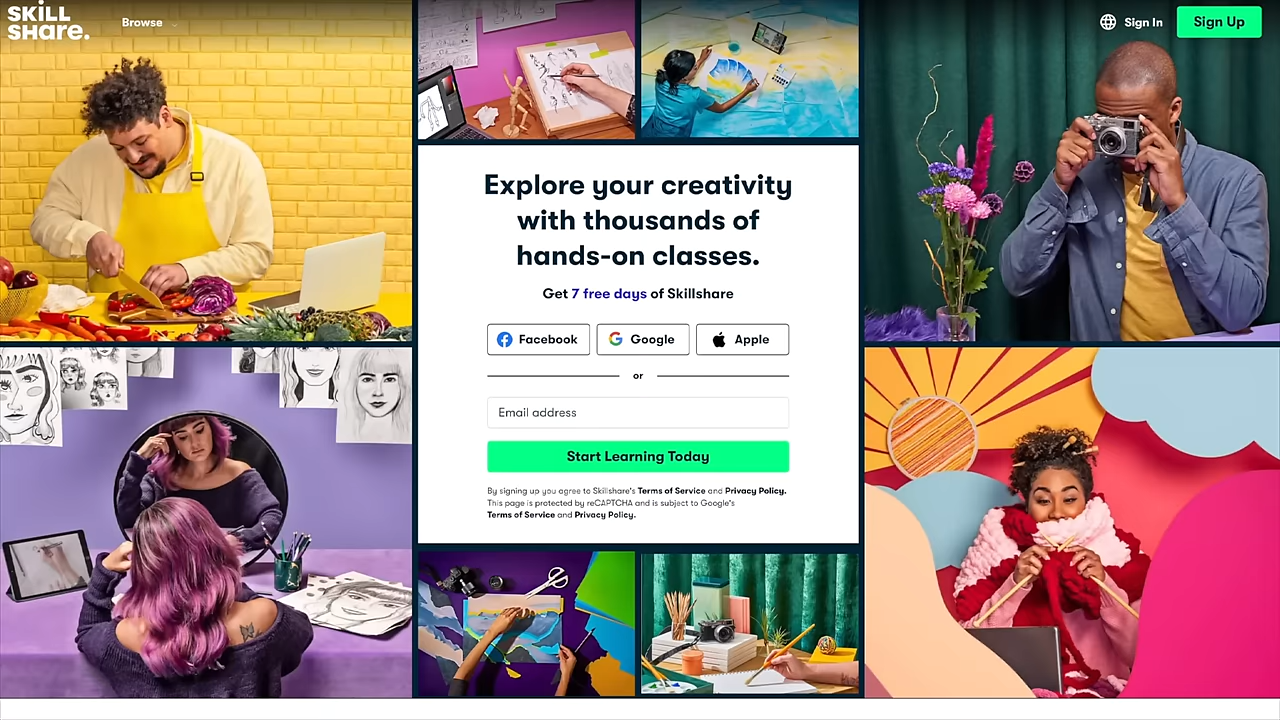 SKILL
SHARE.
Browse
Sign In
Sign Up
Explore your creativity
with thousands of
hands-on classes.
Get 7 free days of Skillshare
Facebook
Google
Apple
or
Email address
Start Learning Today
By signing up you agree to Skillshare's Terms of Service and Privacy Policy.
This page is protected by reCAPTCHA and is subject to Google's
Terms of Service and Privacy Policy.